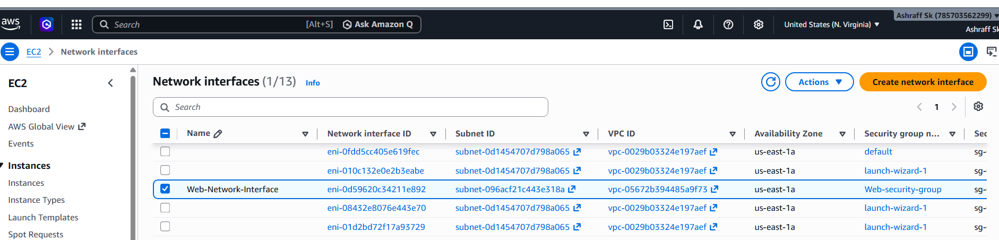 aws
Search [Alt+S] Ask Amazon Q United States (N. Virginia) Ashraff Sk (785703562299)
Ashraff Sk
EC2 Network interfaces
EC2
Dashboard
AWS Global View
Events
Instances
Instances
Instance Types
Launch Templates
Spot Requests
Network interfaces (1/13) Info Actions Create network interface
Search 1
Name Network interface ID Subnet ID VPC ID Availability Zone Security group n... Sec
eni-0fdd5cc405e619fec subnet-0d1454707d798a065 vpc-0029b03324e197aef us-east-1a default sg-
eni-010c132e0e2b3eabe subnet-0d1454707d798a065 vpc-0029b03324e197aef us-east-1a launch-wizard-1 sg-
Web-Network-Interface eni-0d59620c34211e892 subnet-096acf21c443e318a vpc-05672b394485a9f73 us-east-1a Web-security-group sg-
eni-08432e8076e443e70 subnet-0d1454707d798a065 vpc-0029b03324e197aef us-east-1a launch-wizard-1 sg-
eni-01d2bd72f17a93729 subnet-0d1454707d798a065 vpc-0029b03324e197aef us-east-1a launch-wizard-1 sg-